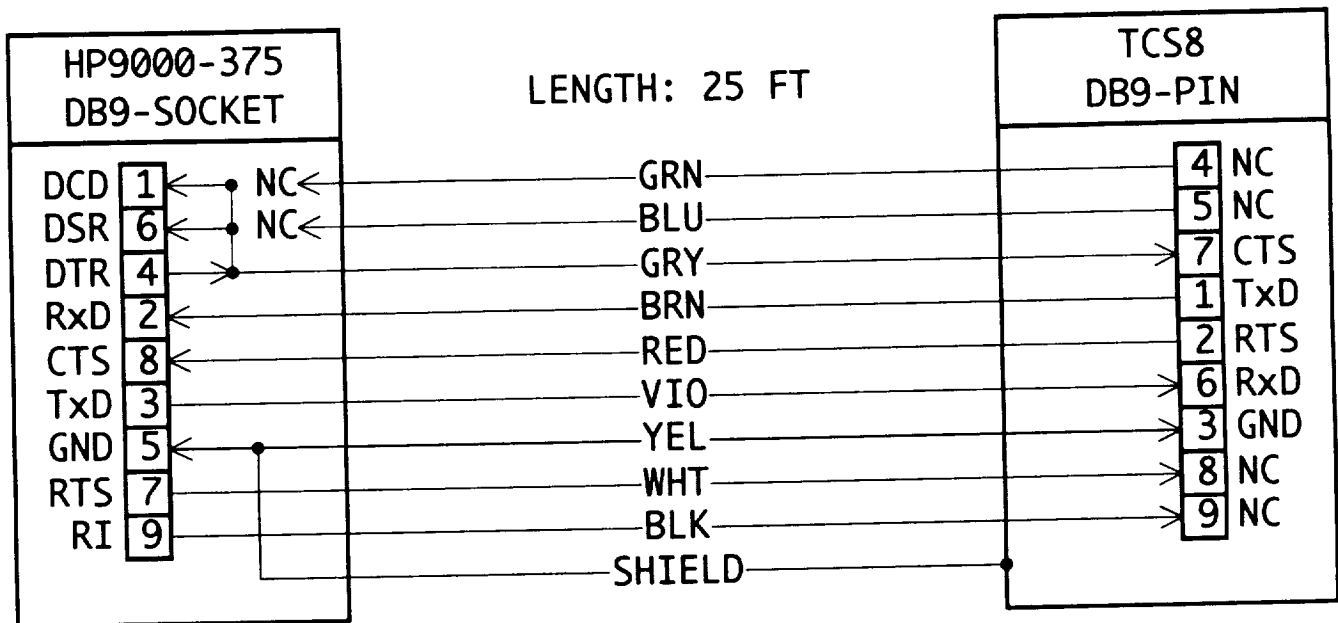 HP9000-375
DB9-SOCKET
LENGTH: 25 FT
TCS8
DB9-PIN
DCD 1 NC GRN 4 NC
DSR 6 NC BLU 5 NC
DTR 4 GRY 7 CTS
RxD 2 BRN 1 TxD
CTS 8 RED 2 RTS
TxD 3 VIO 6 RxD
GND 5 YEL 3 GND
RTS 7 WHT 8 NC
RI 9 BLK 9 NC
SHIELD